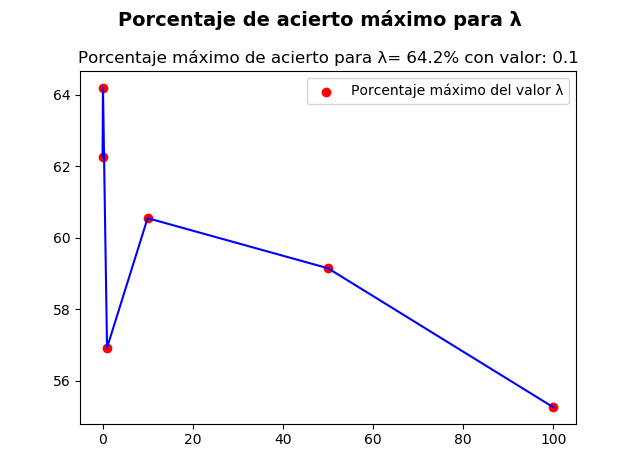 Porcentaje de acierto máximo para λ
Porcentaje máximo de acierto para λ= 64.2% con valor: 0.1
Porcentaje máximo del valor λ
64
62
60
58
56
0 20 40 60 80 100